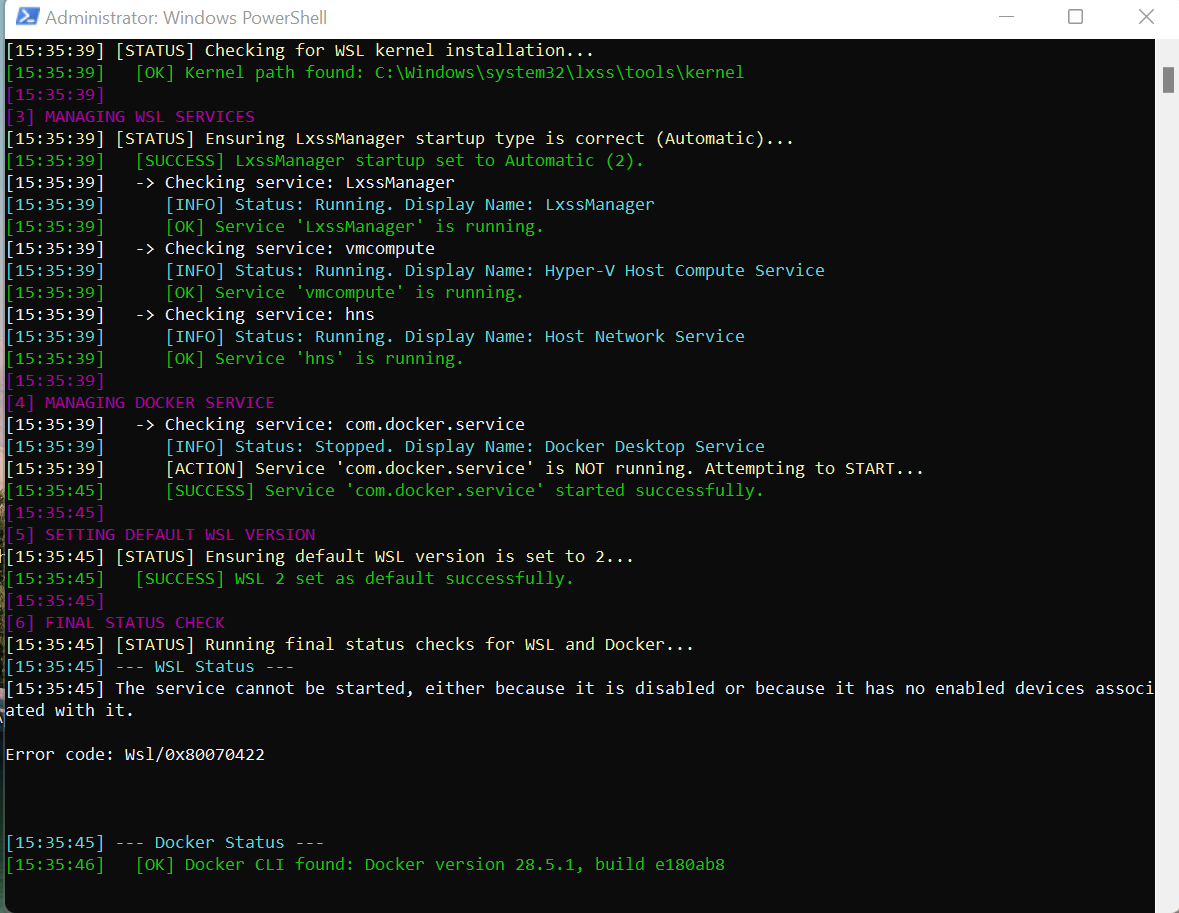 Administrator: Windows PowerShell
[15:35:39] [STATUS] Checking for WSL kernel installation...
[15:35:39]   [OK] Kernel path found: C:\Windows\system32\lxss\tools\kernel
[15:35:39]
[3] MANAGING WSL SERVICES
[15:35:39] [STATUS] Ensuring LxssManager startup type is correct (Automatic)...
[15:35:39]   [SUCCESS] LxssManager startup set to Automatic (2).
[15:35:39]   -> Checking service: LxssManager
[15:35:39]      [INFO] Status: Running. Display Name: LxssManager
[15:35:39]      [OK] Service 'LxssManager' is running.
[15:35:39]   -> Checking service: vmcompute
[15:35:39]      [INFO] Status: Running. Display Name: Hyper-V Host Compute Service
[15:35:39]      [OK] Service 'vmcompute' is running.
[15:35:39]   -> Checking service: hns
[15:35:39]      [INFO] Status: Running. Display Name: Host Network Service
[15:35:39]      [OK] Service 'hns' is running.
[15:35:39]
[4] MANAGING DOCKER SERVICE
[15:35:39]   -> Checking service: com.docker.service
[15:35:39]      [INFO] Status: Stopped. Display Name: Docker Desktop Service
[15:35:39]      [ACTION] Service 'com.docker.service' is NOT running. Attempting to START...
[15:35:45]      [SUCCESS] Service 'com.docker.service' started successfully.
[15:35:45]
[5] SETTING DEFAULT WSL VERSION
[15:35:45] [STATUS] Ensuring default WSL version is set to 2...
[15:35:45]   [SUCCESS] WSL 2 set as default successfully.
[15:35:45]
[6] FINAL STATUS CHECK
[15:35:45] [STATUS] Running final status checks for WSL and Docker...
[15:35:45] --- WSL Status ---
[15:35:45] The service cannot be started, either because it is disabled or because it has no enabled devices associ
ated with it.
Error code: Wsl/0x80070422
[15:35:45] --- Docker Status ---
[15:35:46]   [OK] Docker CLI found: Docker version 28.5.1, build e180ab8